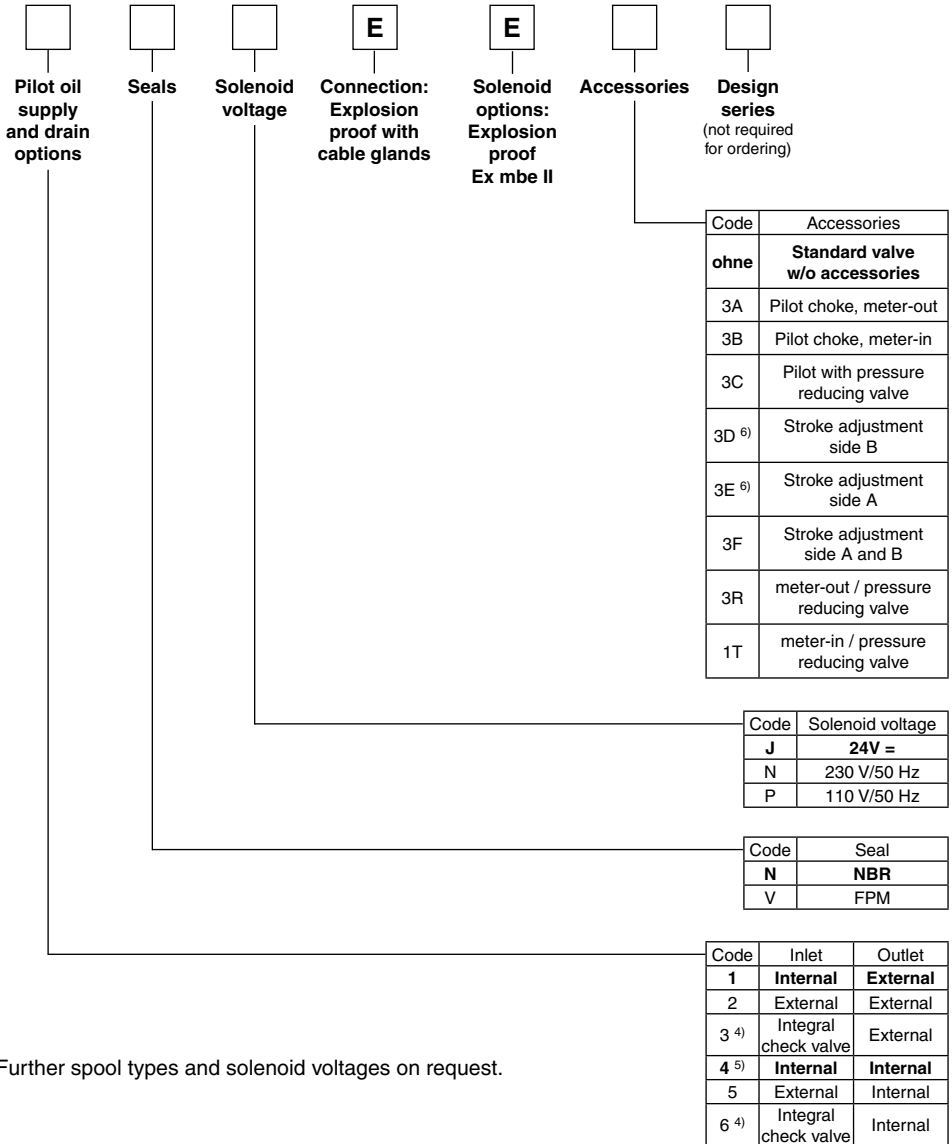 E E
Pilot oil supply and drain options
Seals
Solenoid voltage
Connection: Explosion proof with cable glands
Solenoid options: Explosion proof Ex mbe II
Accessories
Design series (not required for ordering)
Code Accessories
ohne Standard valve w/o accessories
3A Pilot choke, meter-out
3B Pilot choke, meter-in
3C Pilot with pressure reducing valve
3D 6) Stroke adjustment side B
3E 6) Stroke adjustment side A
3F Stroke adjustment side A and B
3R meter-out / pressure reducing valve
1T meter-in / pressure reducing valve
Code Solenoid voltage
J 24V =
N 230 V/50 Hz
P 110 V/50 Hz
Code Seal
N NBR
V FPM
Code Inlet Outlet
1 Internal External
2 External External
3 4) Integral check valve External
4 5) Internal Internal
5 External Internal
6 4) Integral check valve Internal
Further spool types and solenoid voltages on request.